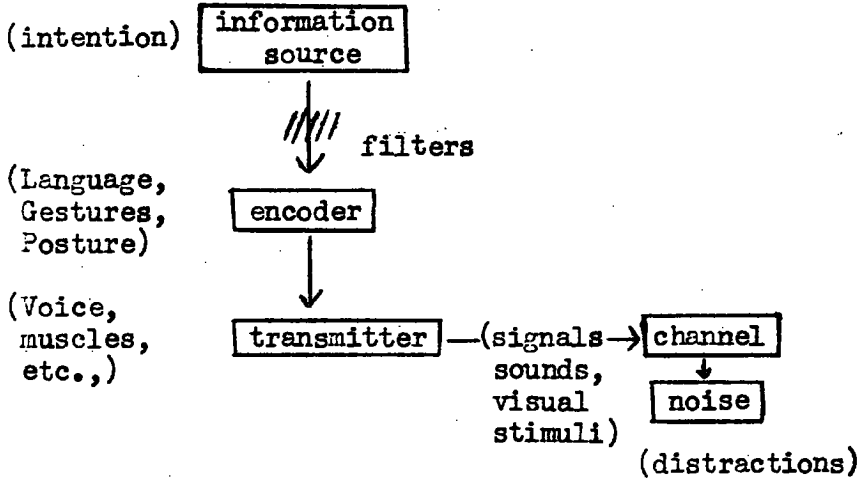 (intention)
information
source
filters
(Language,
Gestures,
Posture)
encoder
(Voice,
muscles,
etc.,)
transmitter
(signals
sounds,
visual
stimuli)
channel
noise
(distractions)